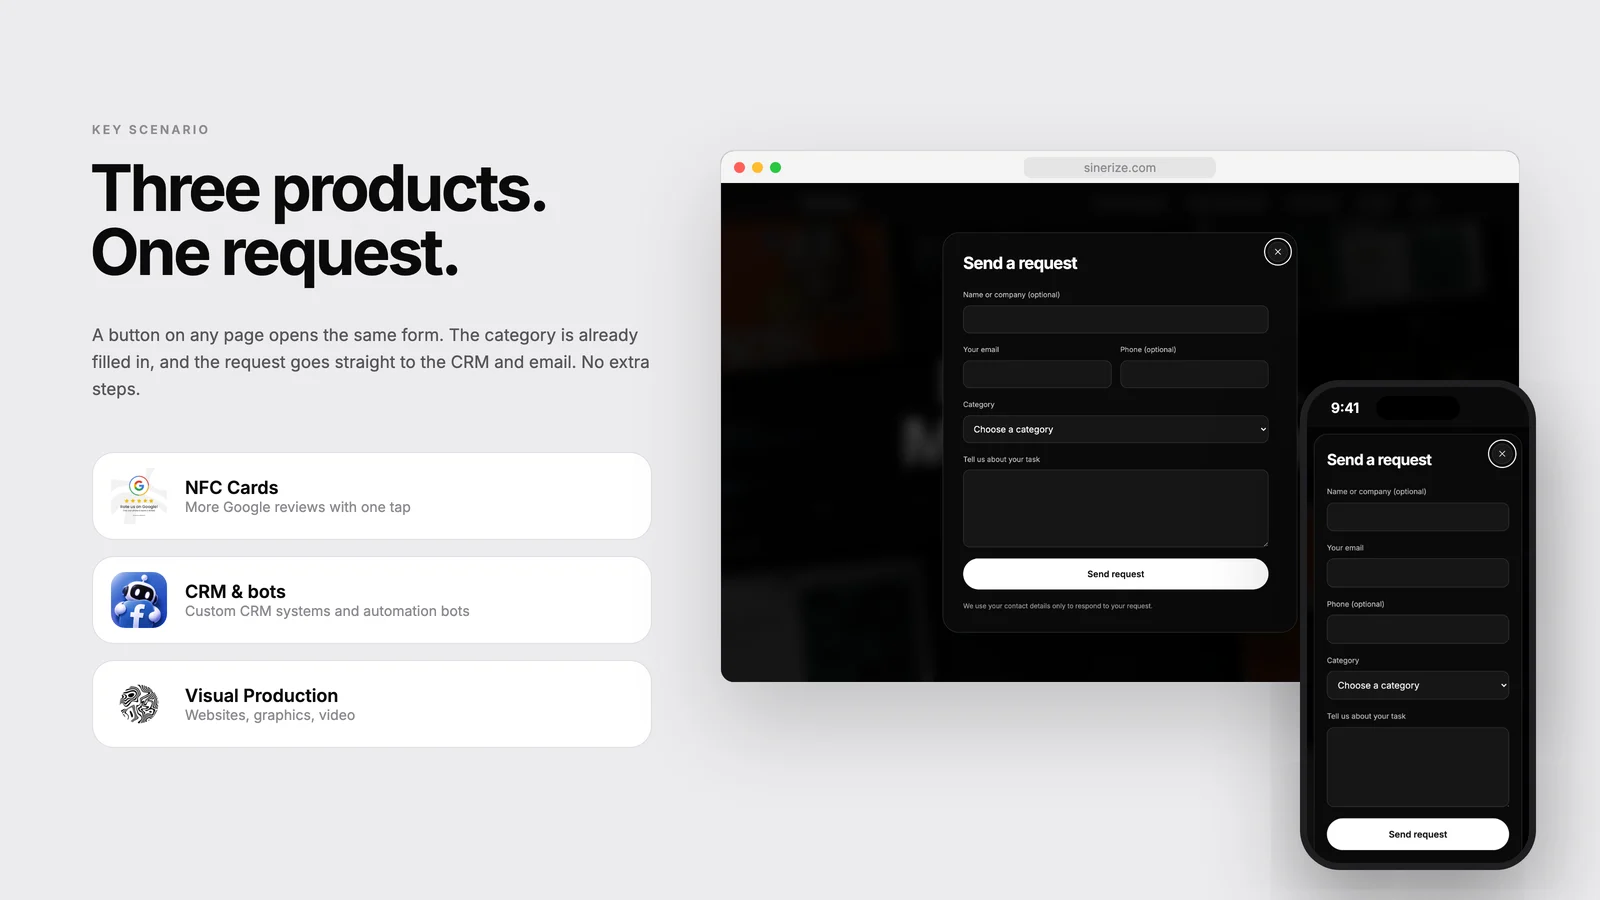 KEY SCENARIO
Three products.
One request.
A button on any page opens the same form. The category is already
filled in, and the request goes straight to the CRM and email. No extra
steps.
NFC Cards
More Google reviews with one tap
CRM & bots
Custom CRM systems and automation bots
Visual Production
Websites, graphics, video
sinerize.com
Send a request
Name or company (optional)
Your email
Phone (optional)
Category
Choose a category
Tell us about your task
Send request
We use your contact details only to respond to your request.
9:41
Send a request
Name or company (optional)
Your email
Phone (optional)
Category
Choose a category
Tell us about your task
Send request